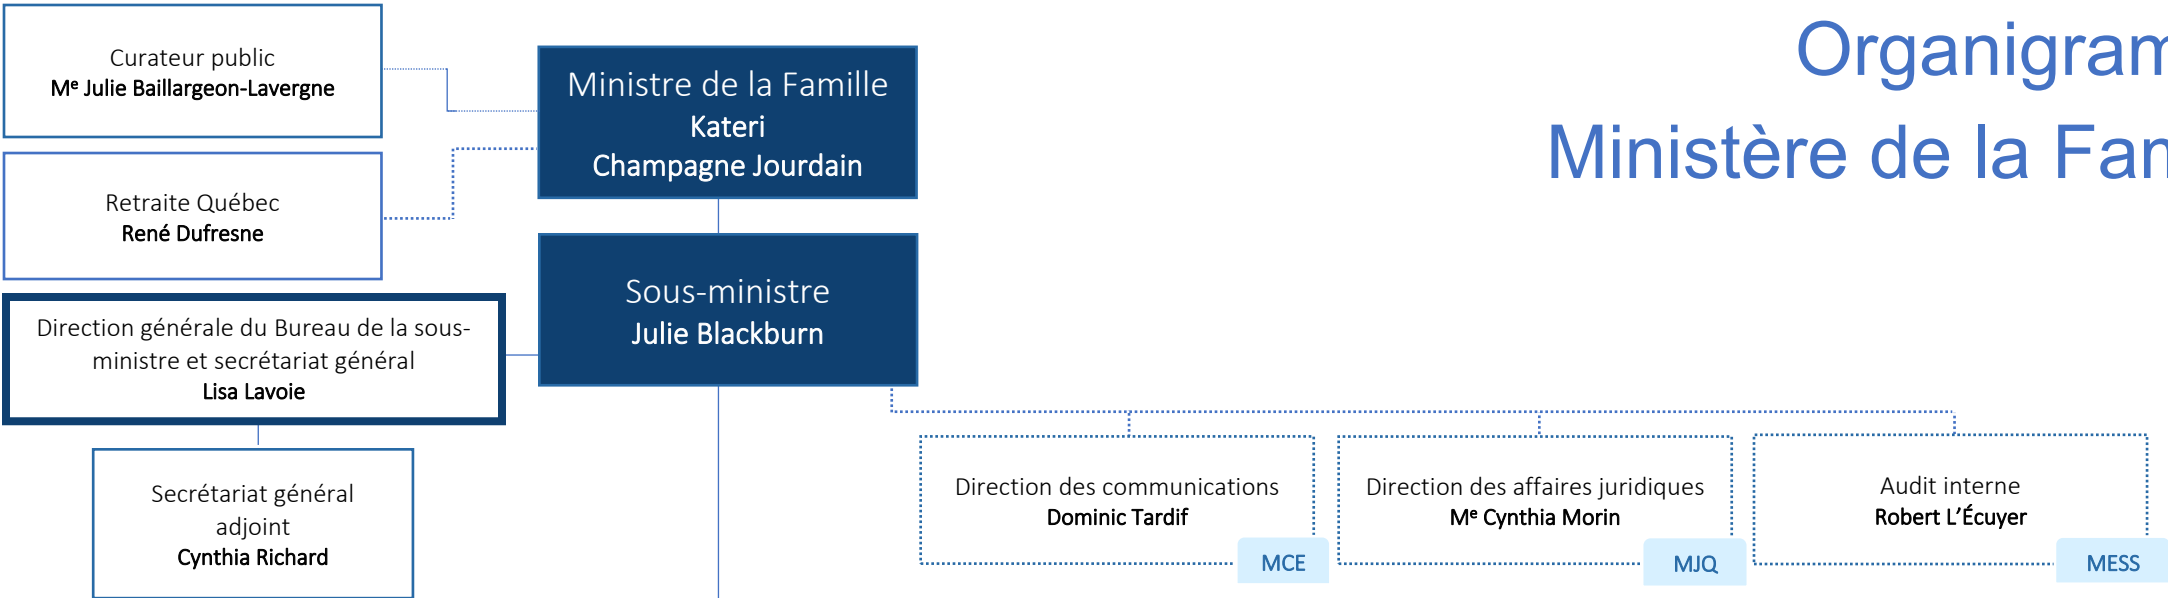 Organigram
Ministère de la Fam
Curateur public
Mᵉ Julie Baillargeon-Lavergne
Ministre de la Famille
Kateri
Champagne Jourdain
Retraite Québec
René Dufresne
Sous-ministre
Julie Blackburn
Direction générale du Bureau de la sous-
ministre et secrétariat général
Lisa Lavoie
Secrétariat général
adjoint
Cynthia Richard
Direction des communications
Dominic Tardif
MCE
Direction des affaires juridiques
Mᵉ Cynthia Morin
MJQ
Audit interne
Robert L’Écuyer
MESS